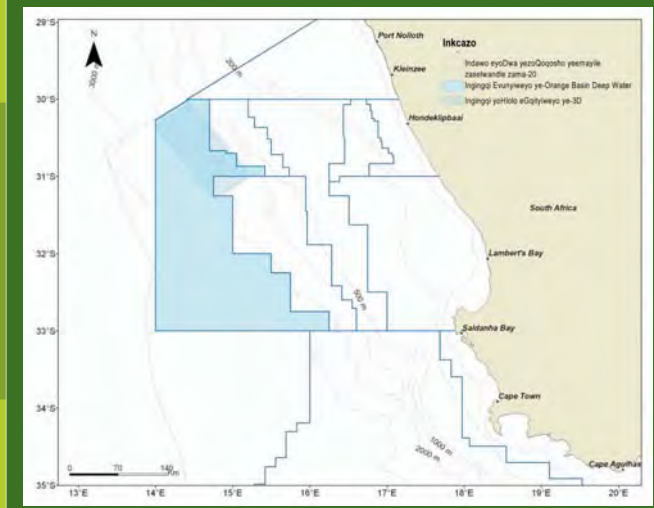 29°S
30°S
31°S
32°S
33°S
34°S
35°S
N
3000 m
200 m
Port Nolloth
Kleinzee
Hondeklipbaai
Inkcazo
Indawo eyoDwa yezoQoqosho yeemayile
zaselwandle zama-20
Ingingqi Evunyiweyo ye-Orange Basin Deep Water
Ingingqi yoHlolo eGqityiweyo ye-3D
South Africa
Lambert's Bay
500 m
Saldanha Bay
Cape Town
1000 m
2000 m
Cape Agulhas
0 70 140
Km
13°E 14°E 15°E 16°E 17°E 18°E 19°E 20°E